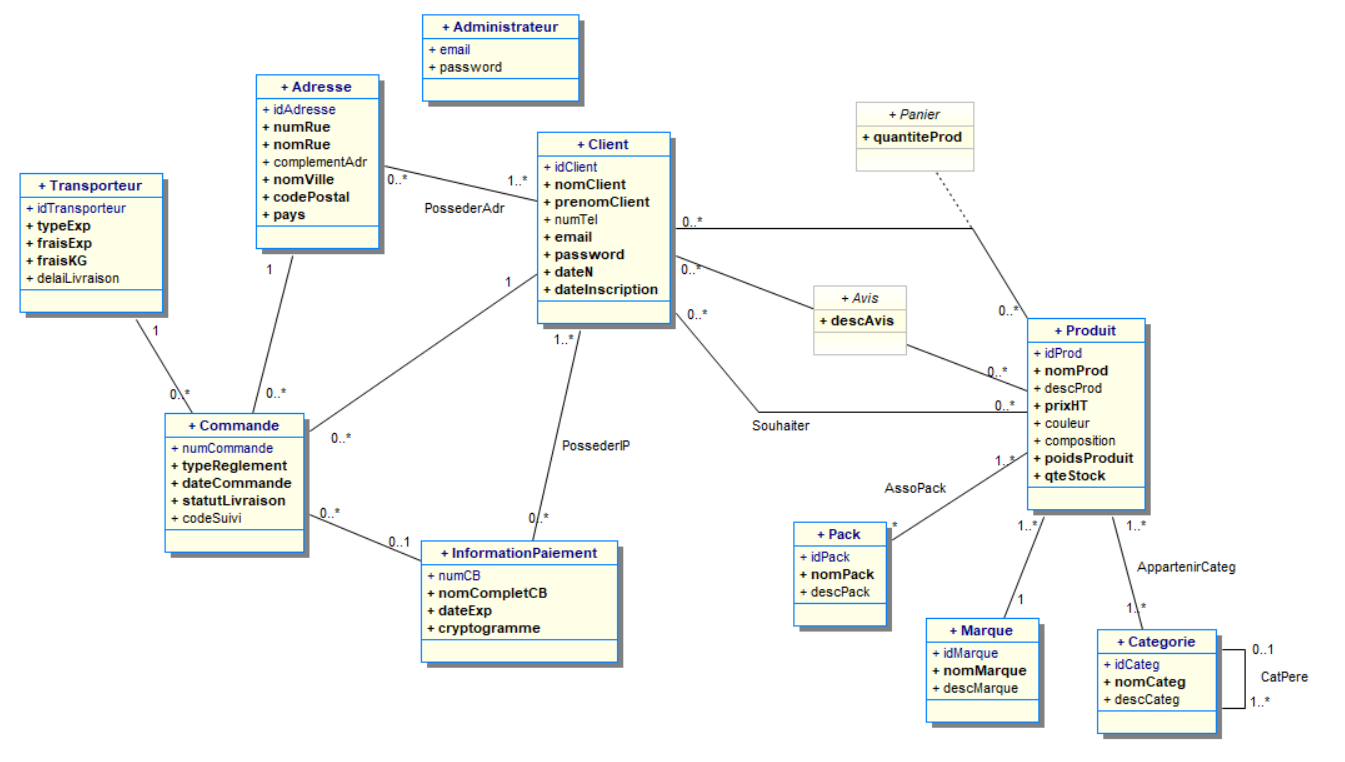 + Administrateur
+ email
+ password
+ Adresse
+ idAdresse
+ numRue
+ nomRue
+ complementAdr
+ nomVille
+ codePostal
+ pays
+ Panier
+ quantiteProd
+ Client
+ idClient
+ nomClient
+ prenomClient
+ numTel
+ email
+ password
+ dateN
+ dateInscription
+ Transporteur
+ idTransporteur
+ typeExp
+ fraisExp
+ fraisKG
+ delaiLivraison
0..*
1..*
PossederAdr
0..*
0..*
0..*
0..*
1
1
1
+ Avis
+ descAvis
0..*
+ Produit
+ idProd
+ nomProd
+ descProd
+ prixHT
+ couleur
+ composition
+ poidsProduit
+ qteStock
1..*
0..*
0..*
0..*
0..*
Souhaiter
0..*
+ Commande
+ numCommande
+ typeReglement
+ dateCommande
+ statutLivraison
+ codeSuivi
PossederIP
1..*
AssoPack
0..*
0..1
0..*
*
1..*
1..*
+ InformationPaiement
+ numCB
+ nomCompletCB
+ dateExp
+ cryptogramme
+ Pack
+ idPack
+ nomPack
+ descPack
AppartenirCateg
1
1..*
+ Marque
+ idMarque
+ nomMarque
+ descMarque
+ Categorie
+ idCateg
+ nomCateg
+ descCateg
0..1
CatPere
1..*